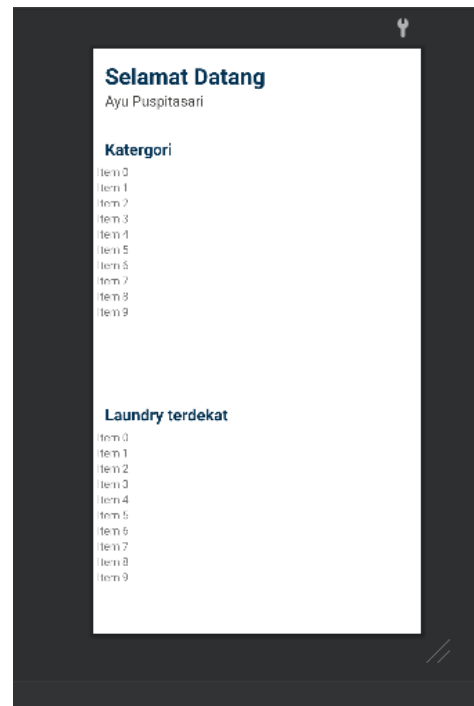 Selamat Datang
Ayu Puspitasari
Katergori
Item 0
Item 1
Item 2
Item 3
Item 4
Item 5
Item 6
Item 7
Item 8
Item 9
Laundry terdekat
Item 0
Item 1
Item 2
Item 3
Item 4
Item 5
Item 6
Item 7
Item 8
Item 9